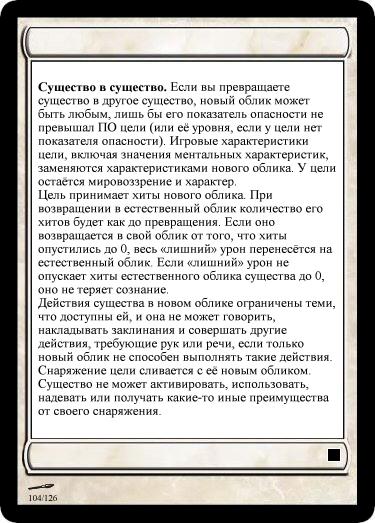 Существо в существо. Если вы превращаете
существо в другое существо, новый облик может
быть любым, лишь бы его показатель опасности не
превышал ПО цели (или её уровня, если у цели нет
показателя опасности). Игровые характеристики
цели, включая значения ментальных характеристик,
заменяются характеристиками нового облика. У цели
остаётся мировоззрение и характер.
Цель принимает хиты нового облика. При
возвращении в естественный облик количество его
хитов будет как до превращения. Если оно
возвращается в свой облик от того, что хиты
опустились до 0, весь «лишний» урон перенесётся на
естественный облик. Если «лишний» урон не
опускает хиты естественного облика существа до 0,
оно не теряет сознание.
Действия существа в новом облике ограничены теми,
что доступны ей, и она не может говорить,
накладывать заклинания и совершать другие
действия, требующие рук или речи, если только
новый облик не способен выполнять такие действия.
Снаряжение цели сливается с её новым обликом.
Существо не может активировать, использовать,
надевать или получать какие-то иные преимущества
от своего снаряжения.
104/126